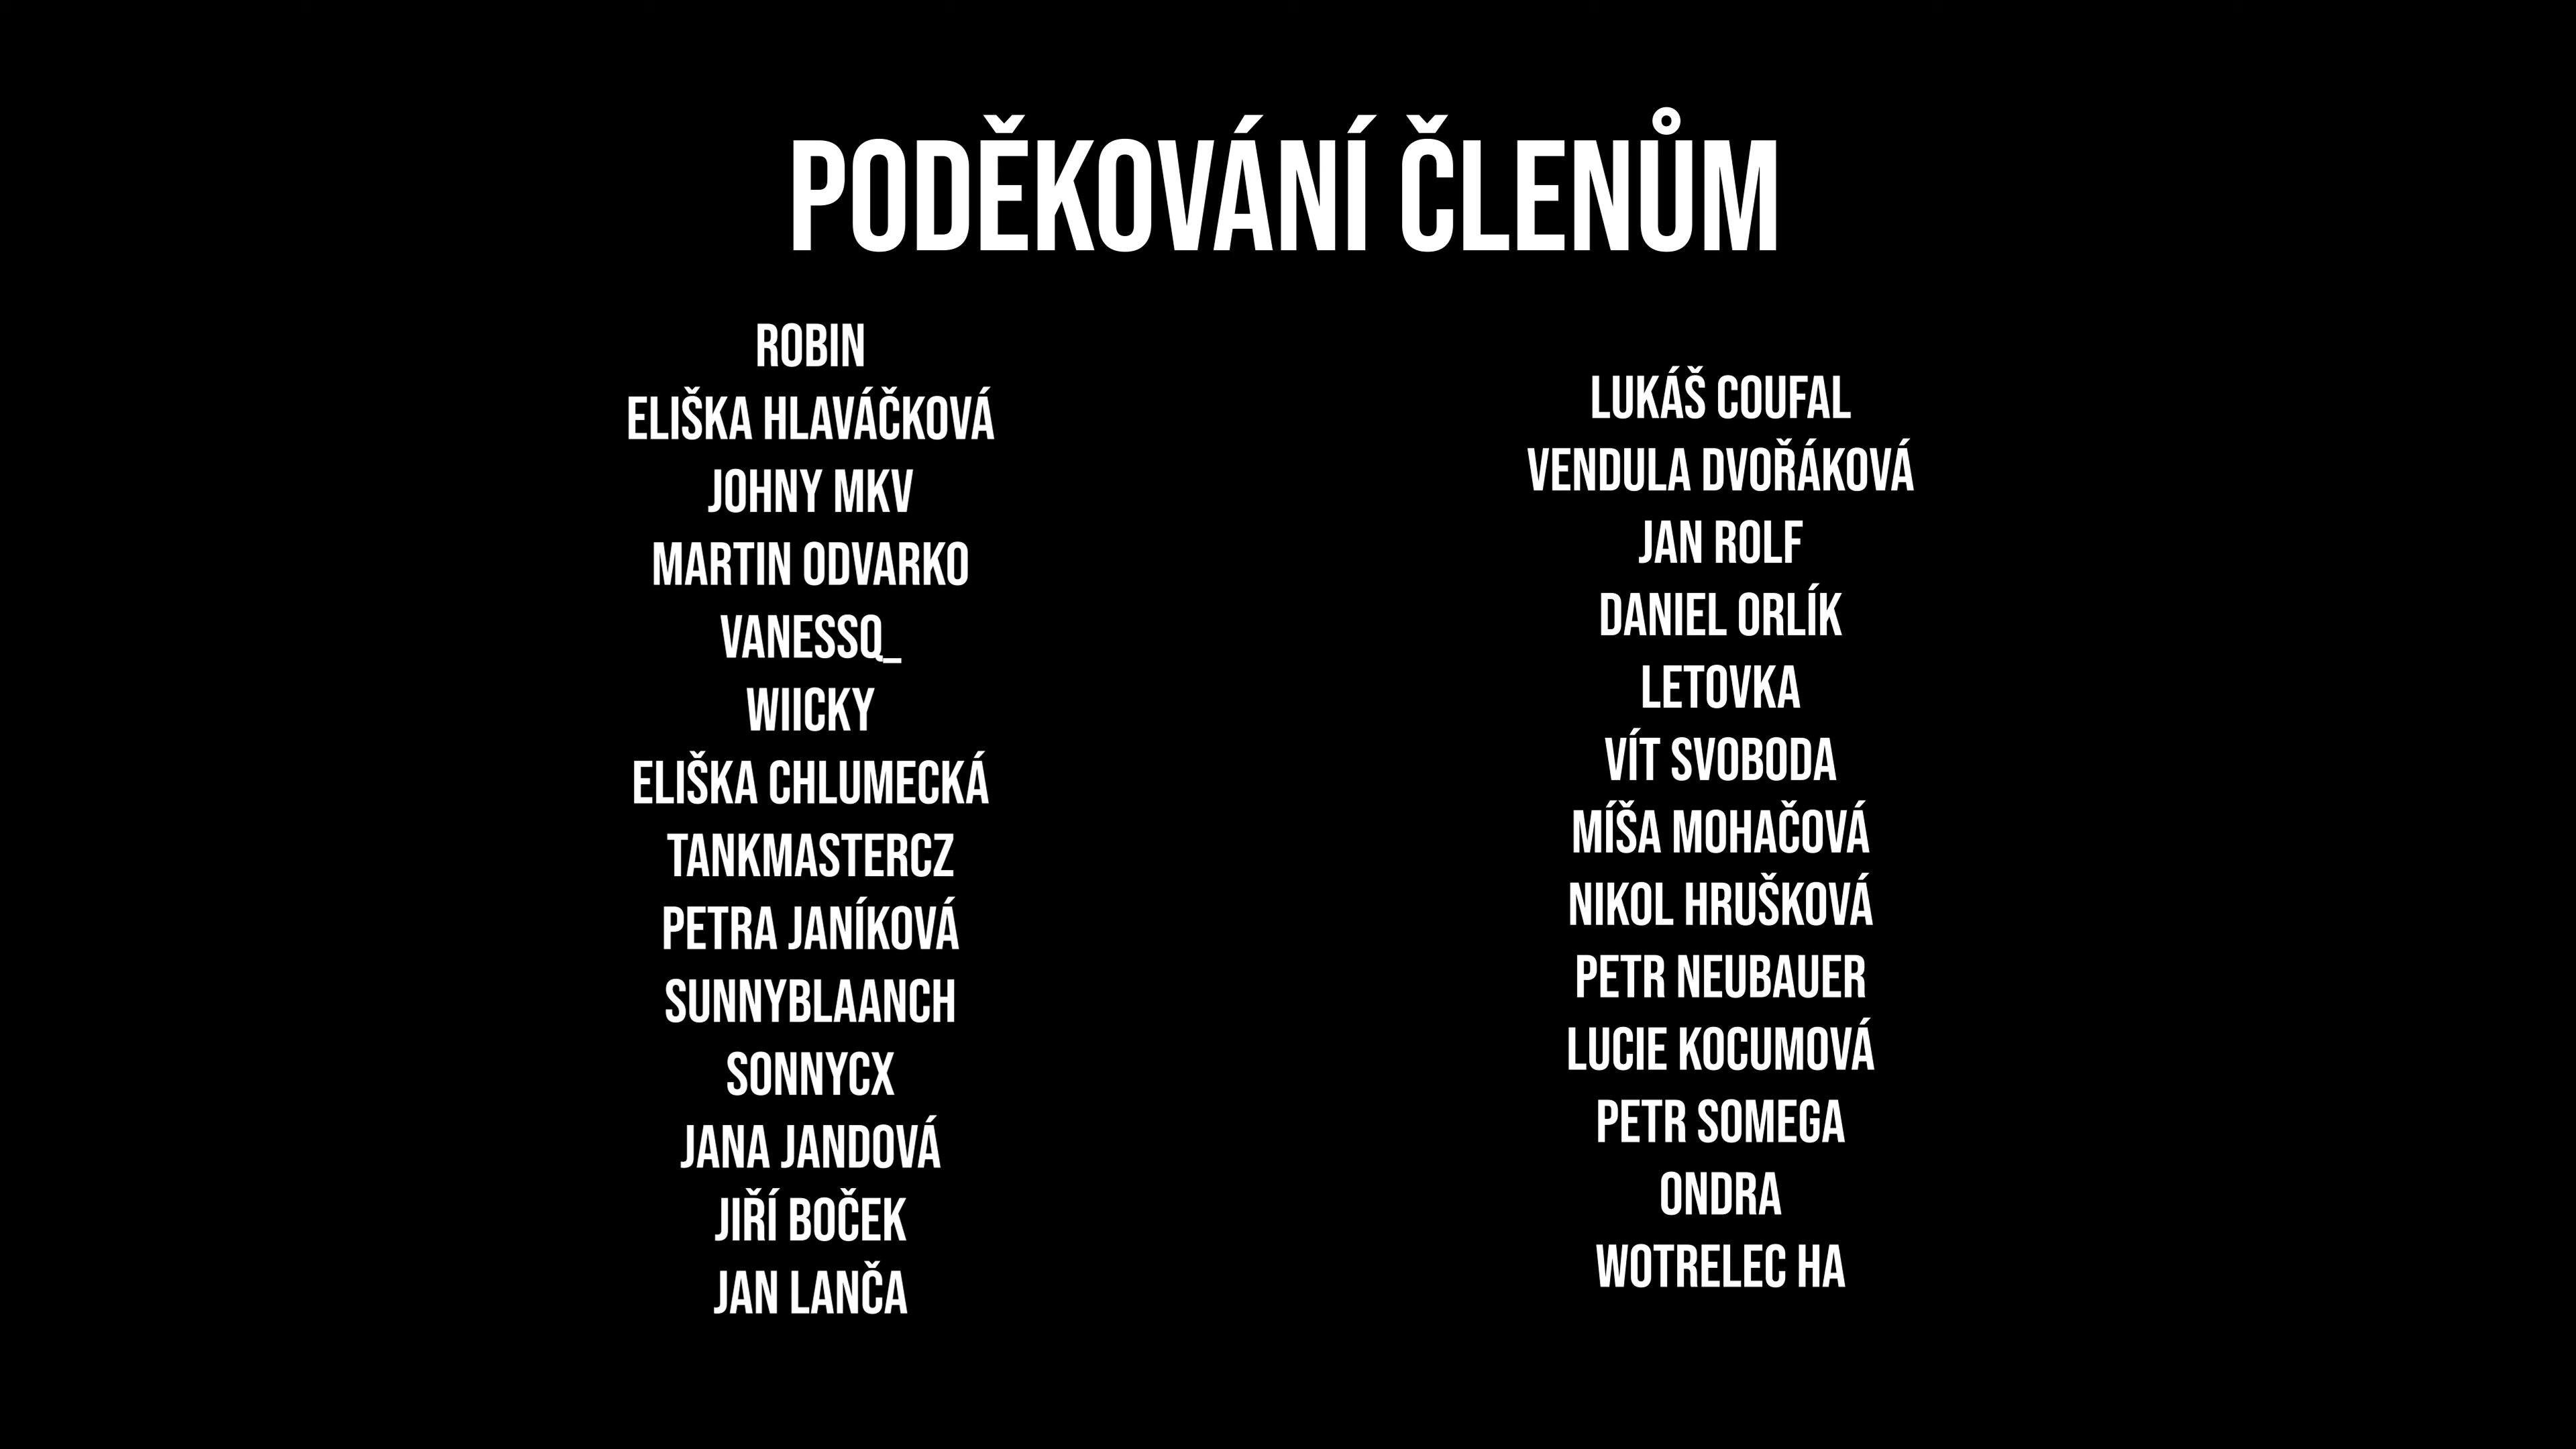 PODĚKOVÁNÍ ČLENŮM
ROBIN
ELIŠKA HLAVÁČKOVÁ
JOHNY MKV
MARTIN ODVARKO
VANESSQ_
WIICKY
ELIŠKA CHLUMECKÁ
TANKMASTERCZ
PETRA JANÍKOVÁ
SUNNYBLAANCH
SONNYCX
JANA JANDOVÁ
JIŘÍ BOČEK
JAN LANČA
LUKÁŠ COUFAL
VENDULA DVOŘÁKOVÁ
JAN ROLF
DANIEL ORLÍK
LETOVKA
VÍT SVOBODA
MÍŠA MOHAČOVÁ
NIKOL HRUŠKOVÁ
PETR NEUBAUER
LUCIE KOCUMOVÁ
PETR SOMEGA
ONDRA
WOTRELEC HA